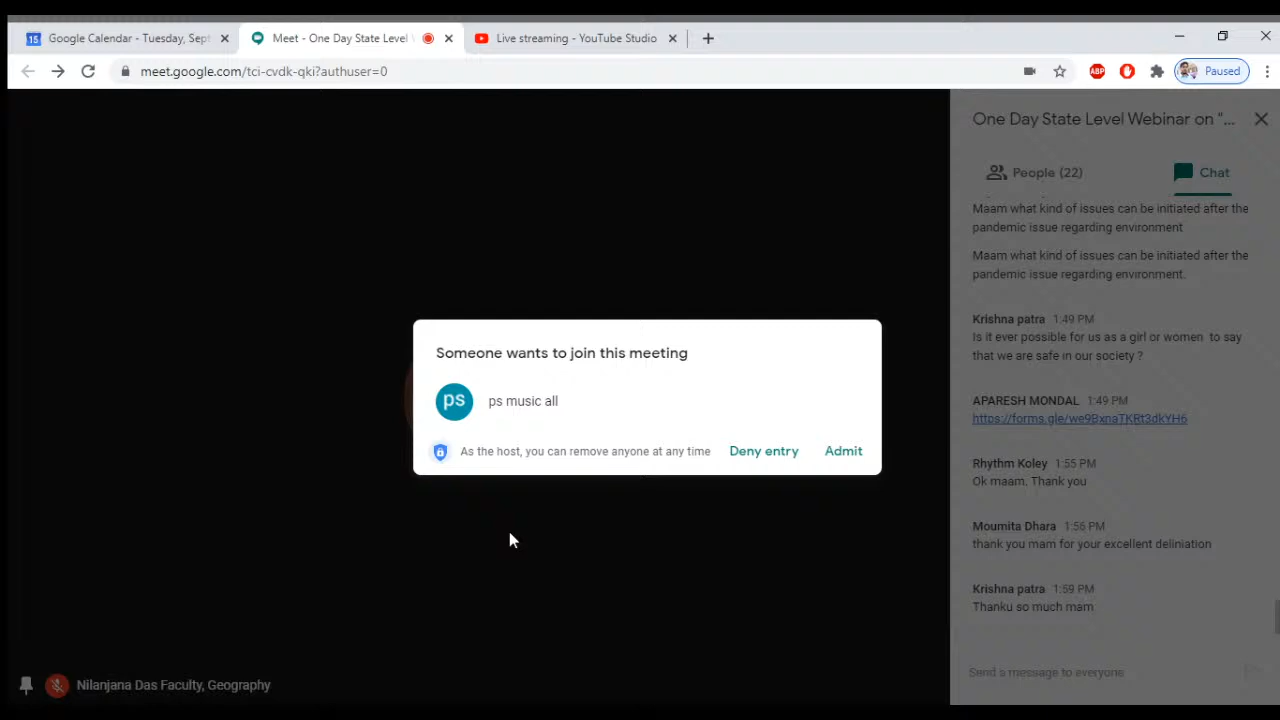 15 Google Calendar - Tuesday, Sept
Meet - One Day State Level
Live streaming - YouTube Studio
meet.google.com/tci-cvdk-qki?authuser=0
ABP
Paused
One Day State Level Webinar on "...
People (22)
Chat
Maam what kind of issues can be initiated after the
pandemic issue regarding environment
Maam what kind of issues can be initiated after the
pandemic issue regarding environment.
Krishna patra 1:49 PM
Is it ever possible for us as a girl or women to say
that we are safe in our society ?
APARESH MONDAL 1:49 PM
https://forms.gle/we9BxnaTKRt3dkYH6
Rhythm Koley 1:55 PM
Ok maam. Thank you
Moumita Dhara 1:56 PM
thank you mam for your excellent deliniation
Krishna patra 1:59 PM
Thanku so much mam
Send a message to everyone
Someone wants to join this meeting
ps
ps music all
As the host, you can remove anyone at any time
Deny entry
Admit
Nilanjana Das Faculty, Geography